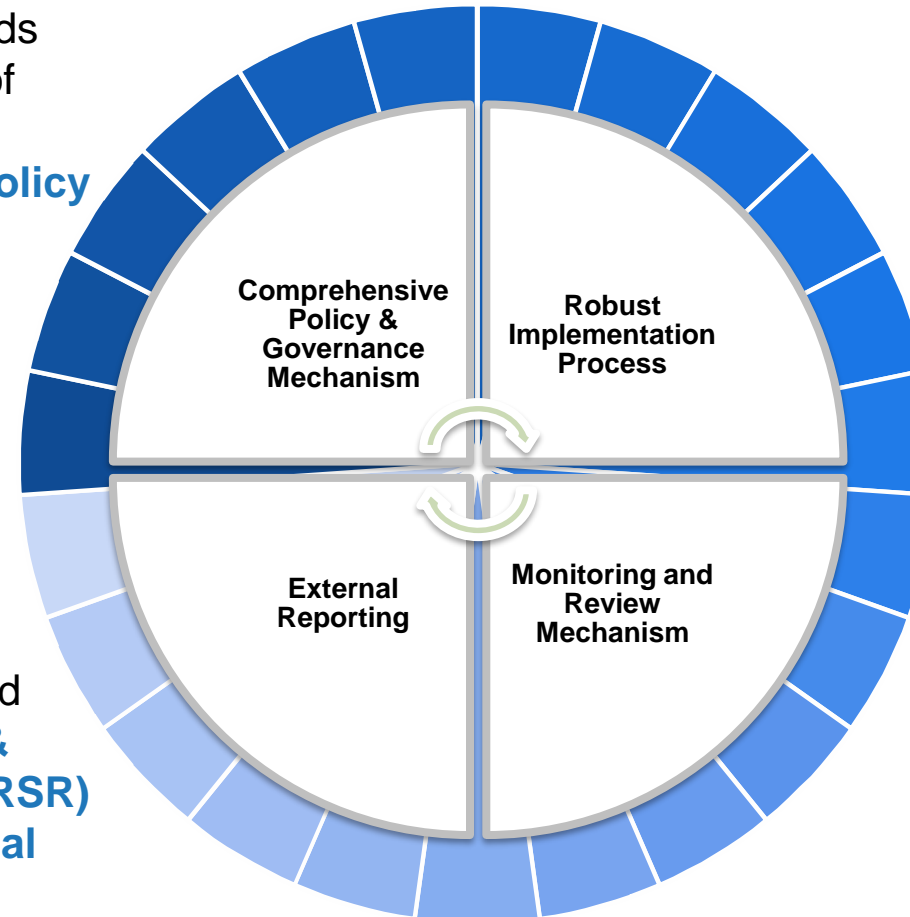 ds
of
olicy
Comprehensive
Policy &
Governance
Mechanism
Robust
Implementation
Process
External
Reporting
Monitoring and
Review
Mechanism
d
&
RSR)
al